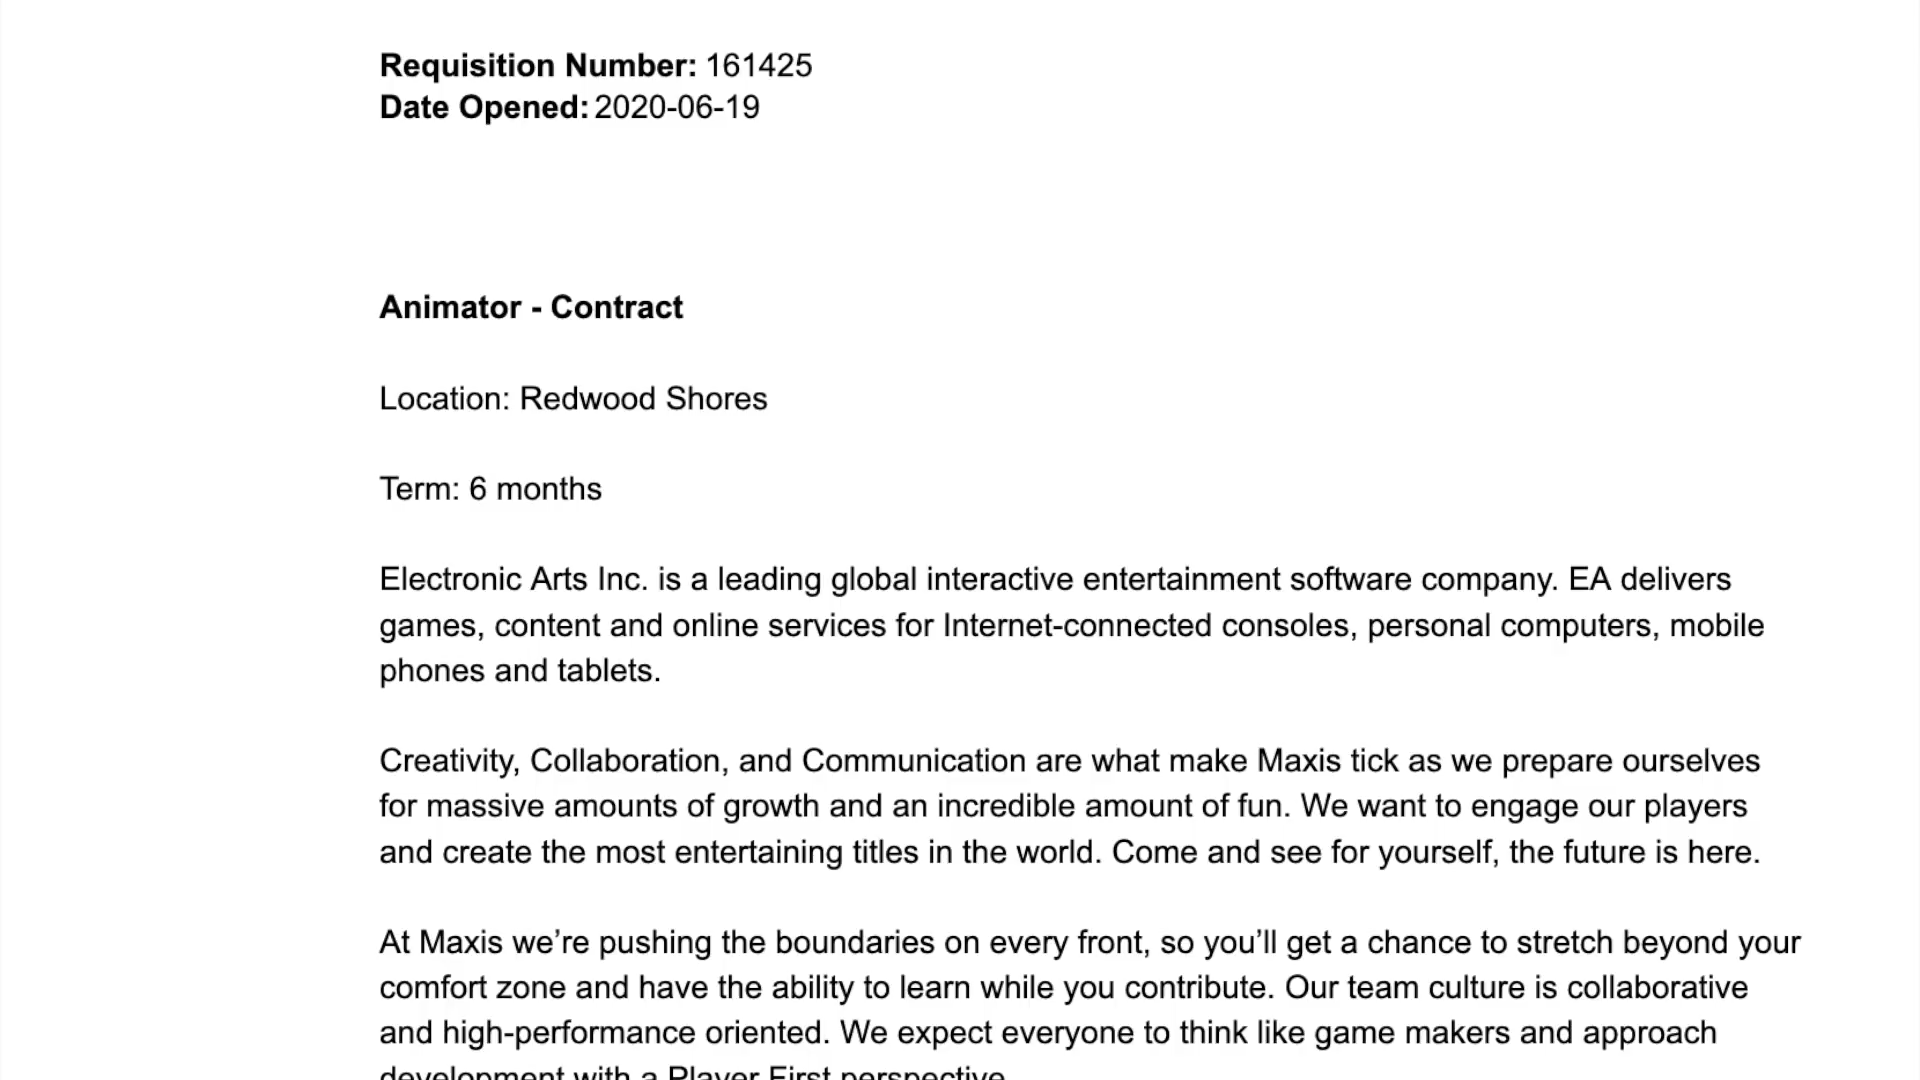 Requisition Number: 161425
Date Opened: 2020-06-19
Animator - Contract
Location: Redwood Shores
Term: 6 months
Electronic Arts Inc. is a leading global interactive entertainment software company. EA delivers
games, content and online services for Internet-connected consoles, personal computers, mobile
phones and tablets.
Creativity, Collaboration, and Communication are what make Maxis tick as we prepare ourselves
for massive amounts of growth and an incredible amount of fun. We want to engage our players
and create the most entertaining titles in the world. Come and see for yourself, the future is here.
At Maxis we’re pushing the boundaries on every front, so you’ll get a chance to stretch beyond your
comfort zone and have the ability to learn while you contribute. Our team culture is collaborative
and high-performance oriented. We expect everyone to think like game makers and approach
development with a Player First perspective.